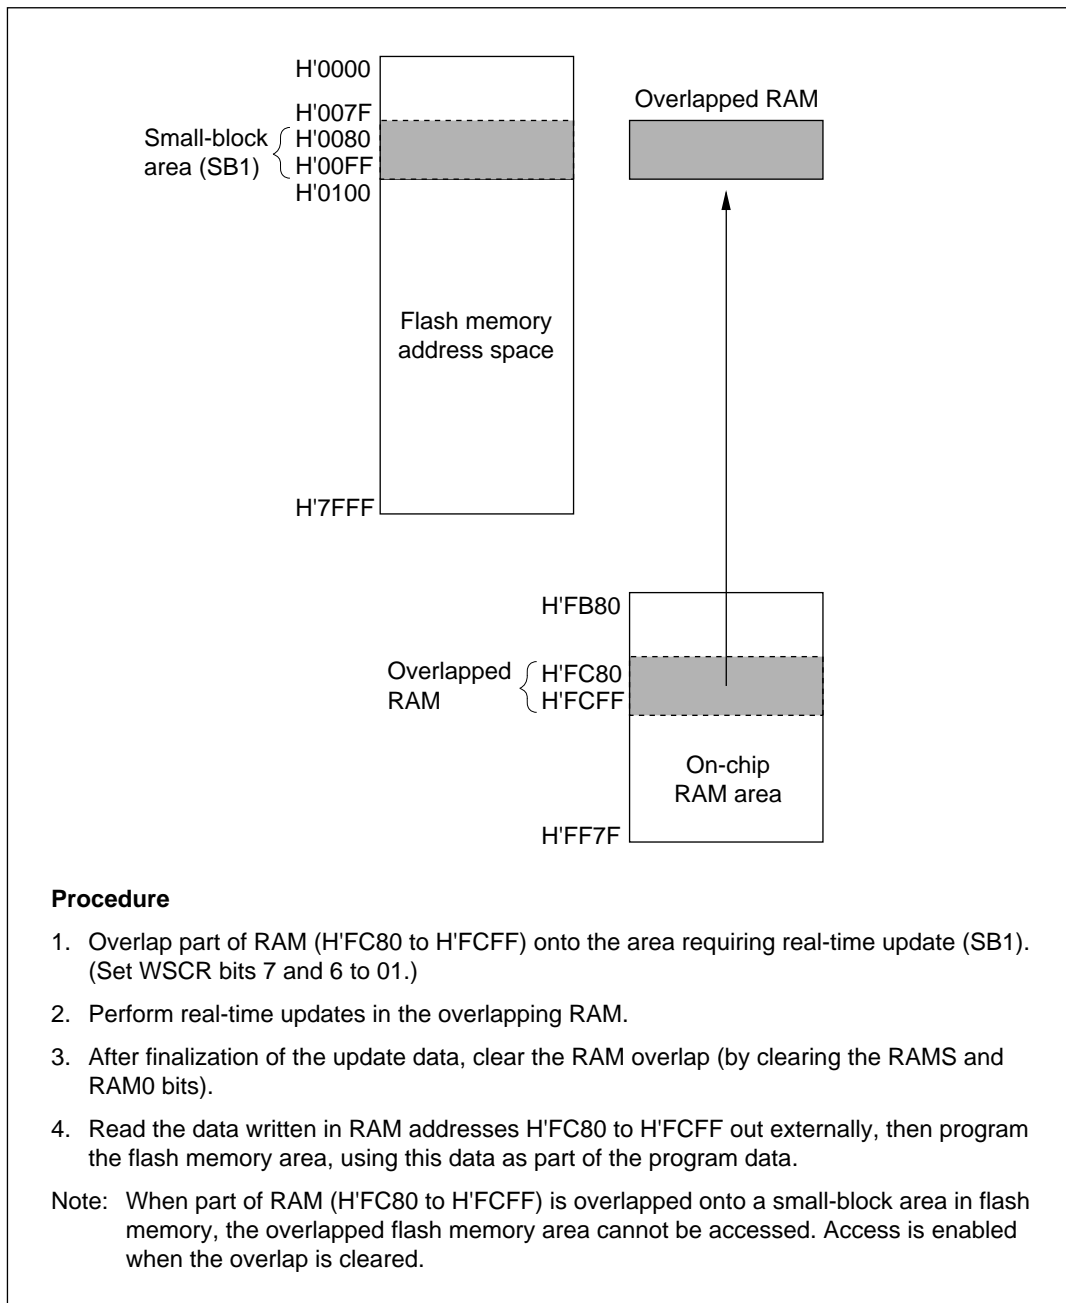 H'0000
H'007F
Small-block
area (SB1)
H'0080
H'00FF
H'0100
Overlapped RAM
Flash memory
address space
H'7FFF
H'FB80
Overlapped
RAM
H'FC80
H'FCFF
On-chip
RAM area
H'FF7F
Procedure
1. Overlap part of RAM (H'FC80 to H'FCFF) onto the area requiring real-time update (SB1).
(Set WSCR bits 7 and 6 to 01.)
2. Perform real-time updates in the overlapping RAM.
3. After finalization of the update data, clear the RAM overlap (by clearing the RAMS and
RAM0 bits).
4. Read the data written in RAM addresses H'FC80 to H'FCFF out externally, then program
the flash memory area, using this data as part of the program data.
Note: When part of RAM (H'FC80 to H'FCFF) is overlapped onto a small-block area in flash
memory, the overlapped flash memory area cannot be accessed. Access is enabled
when the overlap is cleared.